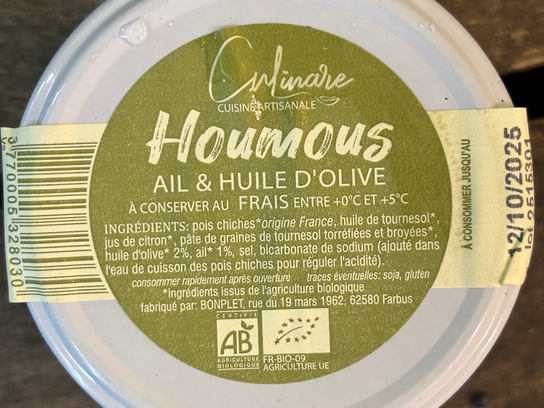 Culinare
CUISINE ARTISANALE
Houmous
AIL & HUILE D'OLIVE
À CONSERVER AU FRAIS ENTRE +0°C ET +5°C
INGRÉDIENTS: pois chiches*origine France, huile de tournesol*,
jus de citron*, pâte de graines de tournesol torréfiées et broyées*,
huile d'olive* 2%, ail* 1%, sel, bicarbonate de sodium (ajouté dans
l'eau de cuisson des pois chiches pour réguler l'acidité).
consommer rapidement après ouverture - traces éventuelles: soja, gluten
*ingrédients issus de l'agriculture biologique
fabriqué par: BONPLET, rue du 19 mars 1962, 62580 Farbus
CERTIFIÉ
AB
AGRICULTURE
BIOLOGIQUE
FR-BIO-09
AGRICULTURE UE
3 770005 328030
À CONSOMMER JUSQU'AU
12/10/2025